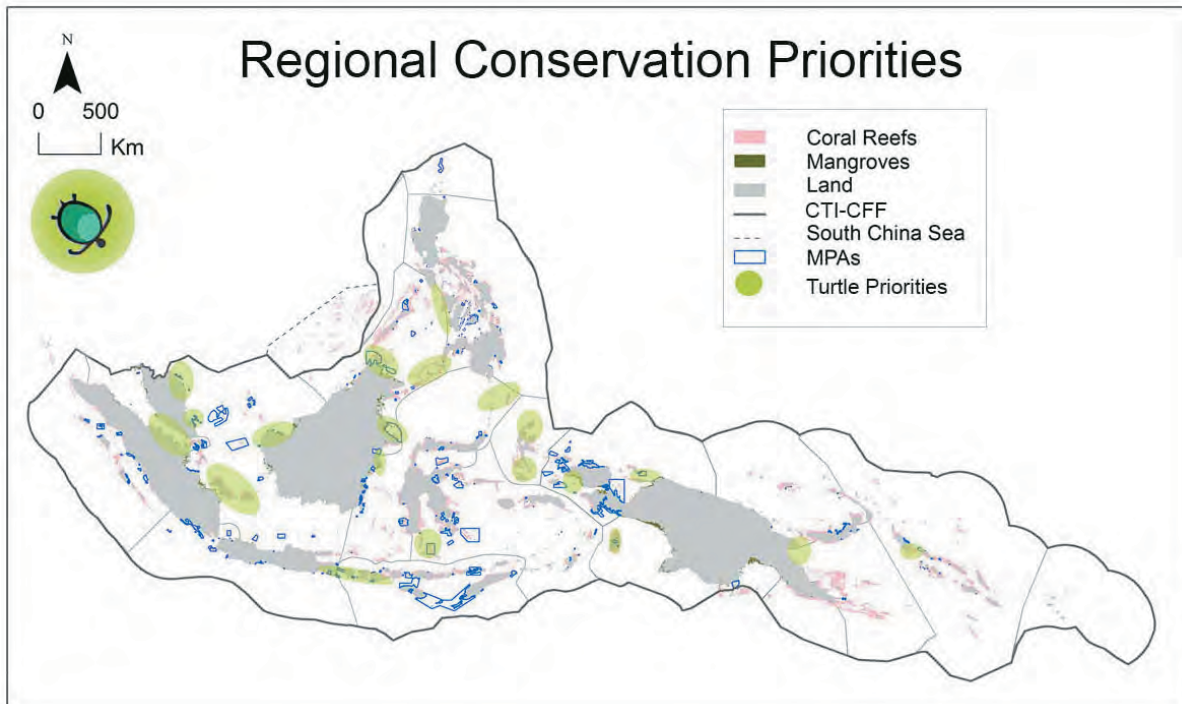 Regional Conservation Priorities
N
0 500
Km
Coral Reefs
Mangroves
Land
CTI-CFF
South China Sea
MPAs
Turtle Priorities